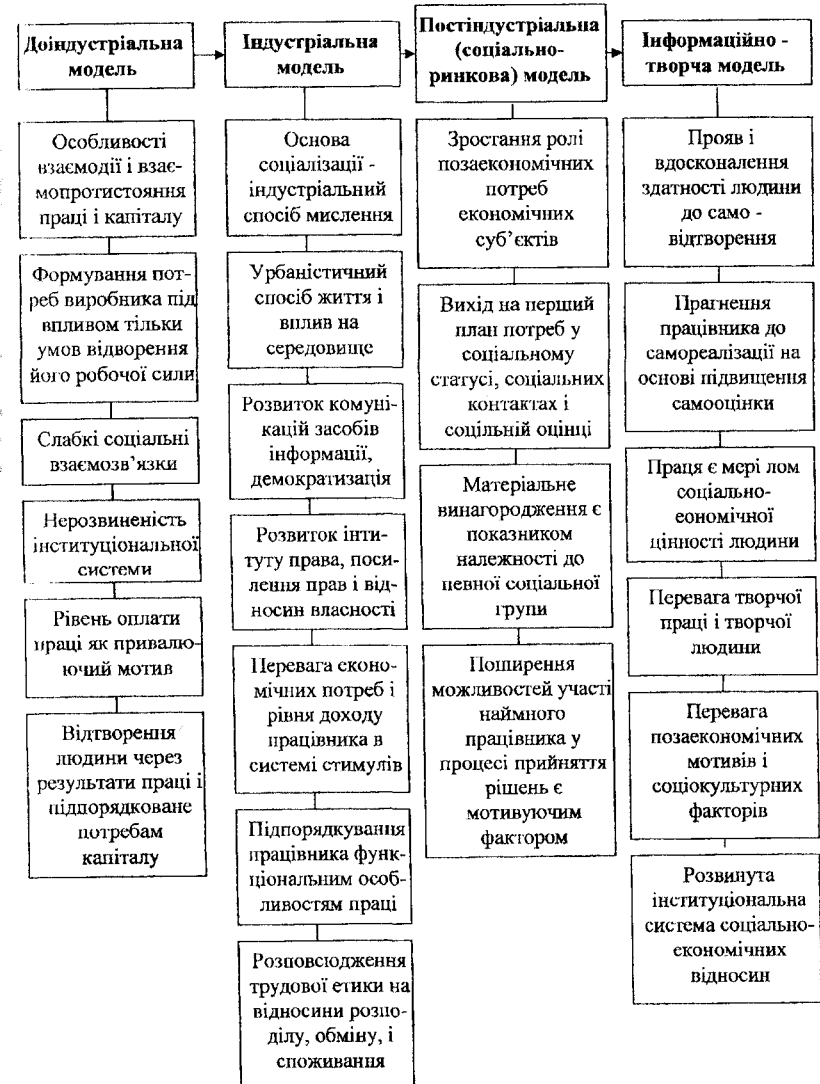 Доіндустріальна
модель
Особливості
взаємодії і взає-
мопротистояння
праці і капіталу
Формування пот-
реб виробника під
впливом тільки
умов відворення
його робочої сили
Слабкі соціальні
взаємозв’язки
Нерозвиненість
інституціональної
системи
Рівень оплати
праці як привалю-
ючий мотив
Відтворення
людини через
результати праці і
підпорядковане
потребам
капіталу
Індустріальна
модель
Основа
соціалізації -
індустріальний
спосіб мислення
Урбаністичний
спосіб життя і
вплив на
середовище
Розвиток комуні-
кацій засобів
інформації,
демократизація
Розвиток інти-
туту права, поси-
лення прав і від-
носин власності
Перевага еконо-
мічних потреб і
рівня доходу
працівника в
системі стимулів
Підпорядкування
працівника функ-
ціональним особ-
ливостям праці
Розповсюдження
трудової етики на
відносини розпо-
ділу, обміну, і
споживання
Постіндустріальна
(соціально-
ринкова) модель
Зростання ролі
позаекономічних
потреб
економічних
суб’єктів
Вихід на перший
план потреб у
соціальному
статусі, соціальних
контактах і
соцільній оцінці
Матеріальне
винагородження є
показником
належності до
певної соціальної
групи
Поширення
можливостей участі
наймного
працівника у
процесі прийняття
рішень є
мотивуючим
фактором
Інформаційно -
творча модель
Прояв і
вдосконалення
здатності людини
до само -
відтворення
Прагнення
працівника до
самореалізації на
основі підвищення
самооцінки
Праця є мері лом
соціально-
еономічної
цінності людини
Перевага творчої
праці і творчої
людини
Перевага
позаекономічних
мотивів і
соціокультурних
факторів
Розвинута
інституціональна
система соціально-
економічних
відносин